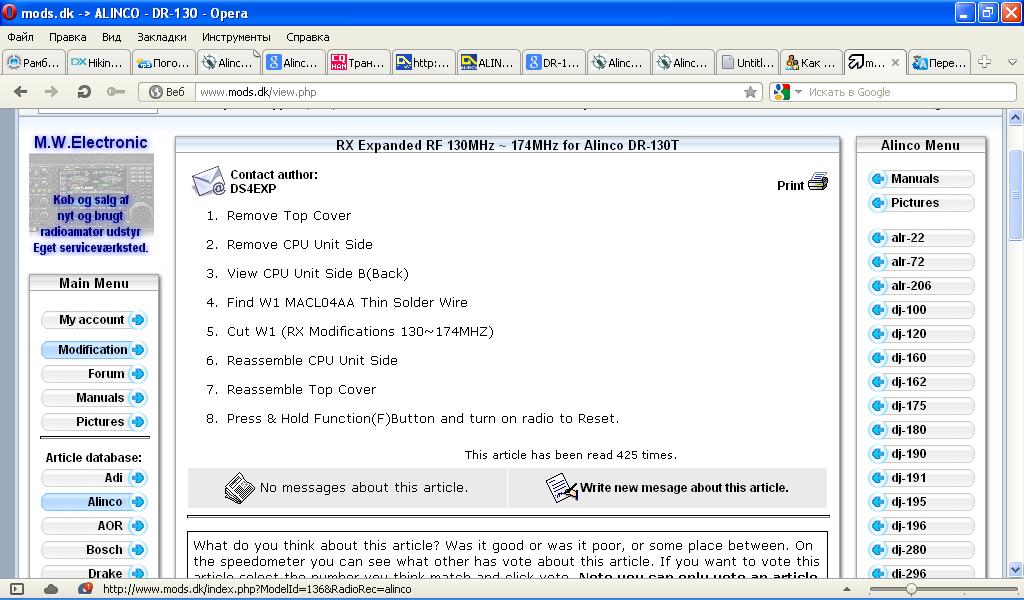 mods.dk -> ALINCO - DR-130 - Opera
Файл Правка Вид Закладки Инструменты Справка
Рамб... Hikin... Пого... Alinc... Alinc... Тран... http:... ALIN... DR-1... Alinc... Alinc... Untitl... Как ... m... Пере...
Веб www.mods.dk/view.php Искать в Google
M.W.Electronic
Køb og salg af
nyt og brugt
radioamatør udstyr
Eget serviceværksted.
Main Menu
My account
Modification
Forum
Manuals
Pictures
Article database:
Adi
Alinco
AOR
Bosch
Drake
RX Expanded RF 130MHz ~ 174MHz for Alinco DR-130T
Contact author:
DS4EXP
Print
1. Remove Top Cover
2. Remove CPU Unit Side
3. View CPU Unit Side B(Back)
4. Find W1 MACL04AA Thin Solder Wire
5. Cut W1 (RX Modifications 130~174MHZ)
6. Reassemble CPU Unit Side
7. Reassemble Top Cover
8. Press & Hold Function(F)Button and turn on radio to Reset.
This article has been read 425 times.
No messages about this article.
Write new mesage about this article.
What do you think about this article? Was it good or was it poor, or some place between. On
the speedometer you can see what other has vote about this article. If you want to vote this
article select the number you think match and click vote. Note you can only vote an article
Alinco Menu
Manuals
Pictures
alr-22
alr-72
alr-206
dj-100
dj-120
dj-160
dj-162
dj-175
dj-180
dj-190
dj-191
dj-195
dj-196
dj-280
dj-296
http://www.mods.dk/index.php?ModelId=136&RadioRec=alinco